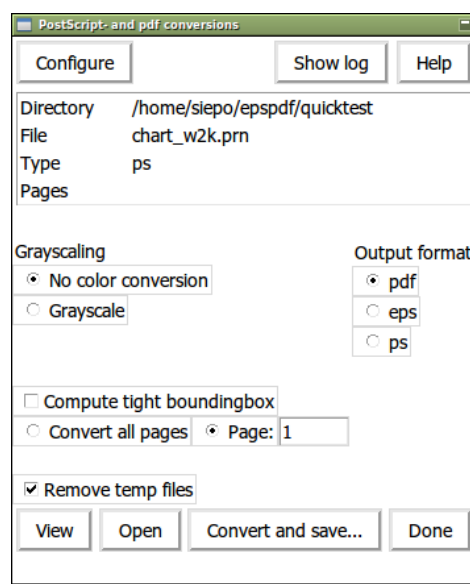 PostScript- and pdf conversions
Configure Show log Help
Directory /home/siepo/epspdf/quicktest
File chart_w2k.prn
Type ps
Pages
Grayscaling Output format
No color conversion pdf
Grayscale eps
ps
Compute tight boundingbox
Convert all pages Page: 1
Remove temp files
View Open Convert and save... Done